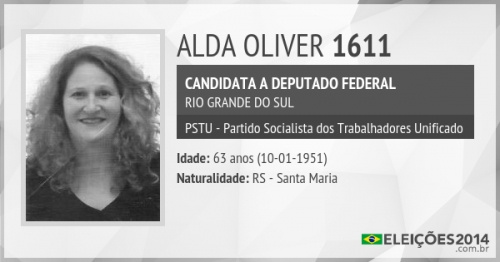 ALDA OLIVER 1611
CANDIDATA A DEPUTADO FEDERAL
RIO GRANDE DO SUL
PSTU - Partido Socialista dos Trabalhadores Unificado
Idade: 63 anos (10-01-1951)
Naturalidade: RS - Santa Maria
ELEIÇÕES2014
.com.br